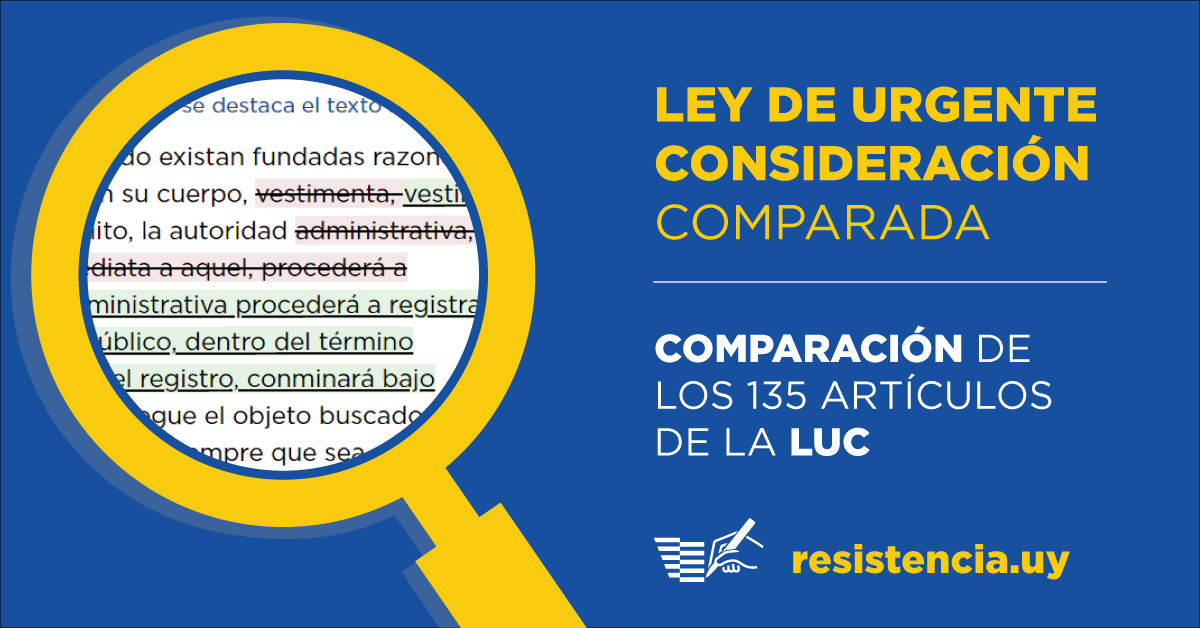 se destaca el texto
do existan fundadas razon
n su cuerpo, vestimenta, vesti
ito, la autoridad administrativa,
diata a aquel, procederá a
ministrativa procederá a registra
úblico, dentro del término
el registro, conminará bajo
egue el objeto buscado
mpre que sea
LEY DE URGENTE
CONSIDERACIÓN
COMPARADA
COMPARACIÓN DE
LOS 135 ARTÍCULOS
DE LA LUC
resistencia.uy